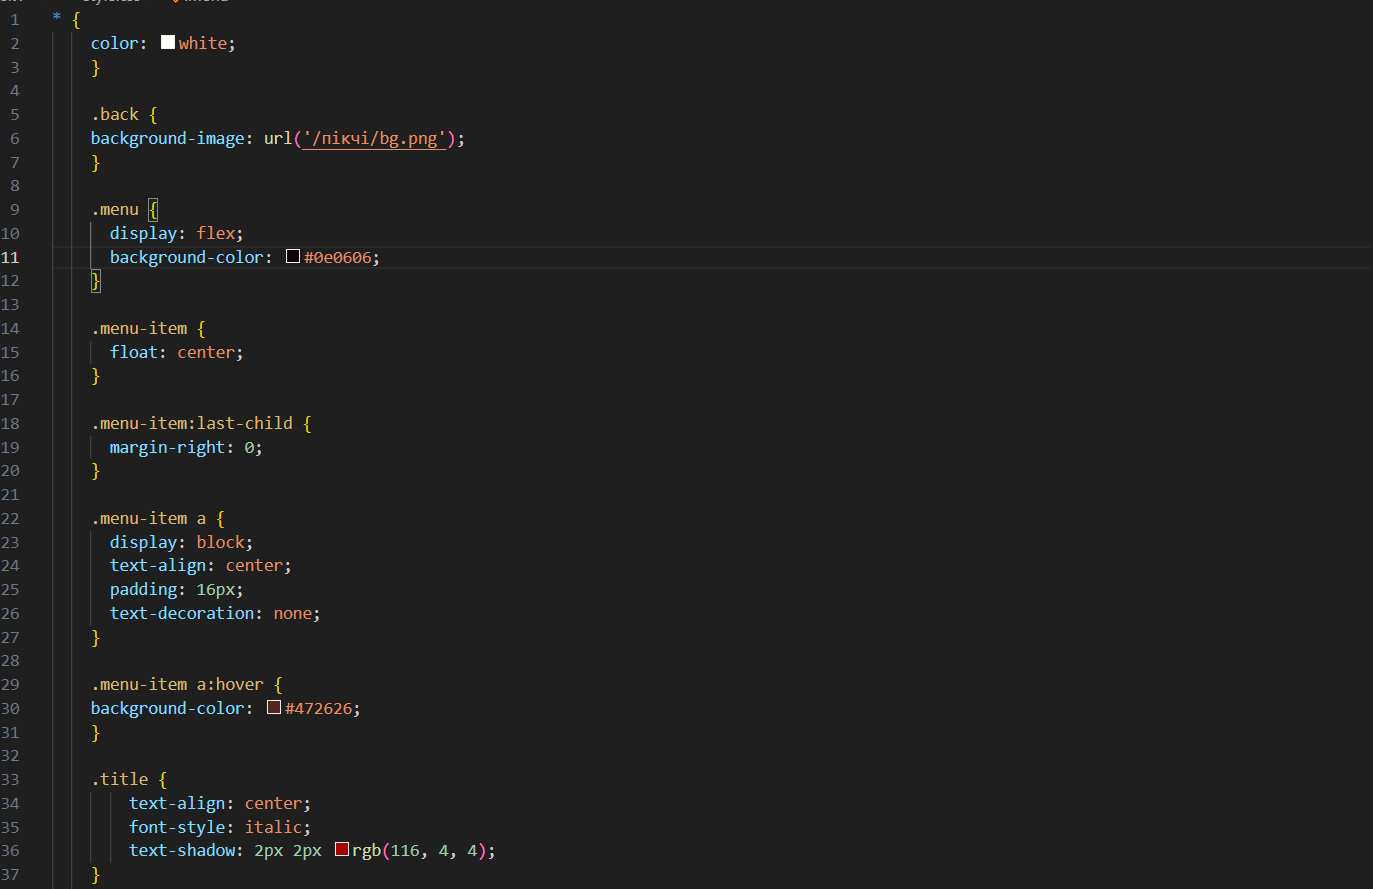 1 * {
2 color: white;
3 }
4
5 .back {
6 background-image: url('/пікчі/bg.png');
7 }
8
9 .menu {
10 display: flex;
11 background-color: #0e0606;
12 }
13
14 .menu-item {
15 float: center;
16 }
17
18 .menu-item:last-child {
19 margin-right: 0;
20 }
21
22 .menu-item a {
23 display: block;
24 text-align: center;
25 padding: 16px;
26 text-decoration: none;
27 }
28
29 .menu-item a:hover {
30 background-color: #472626;
31 }
32
33 .title {
34 text-align: center;
35 font-style: italic;
36 text-shadow: 2px 2px rgb(116, 4, 4);
37 }